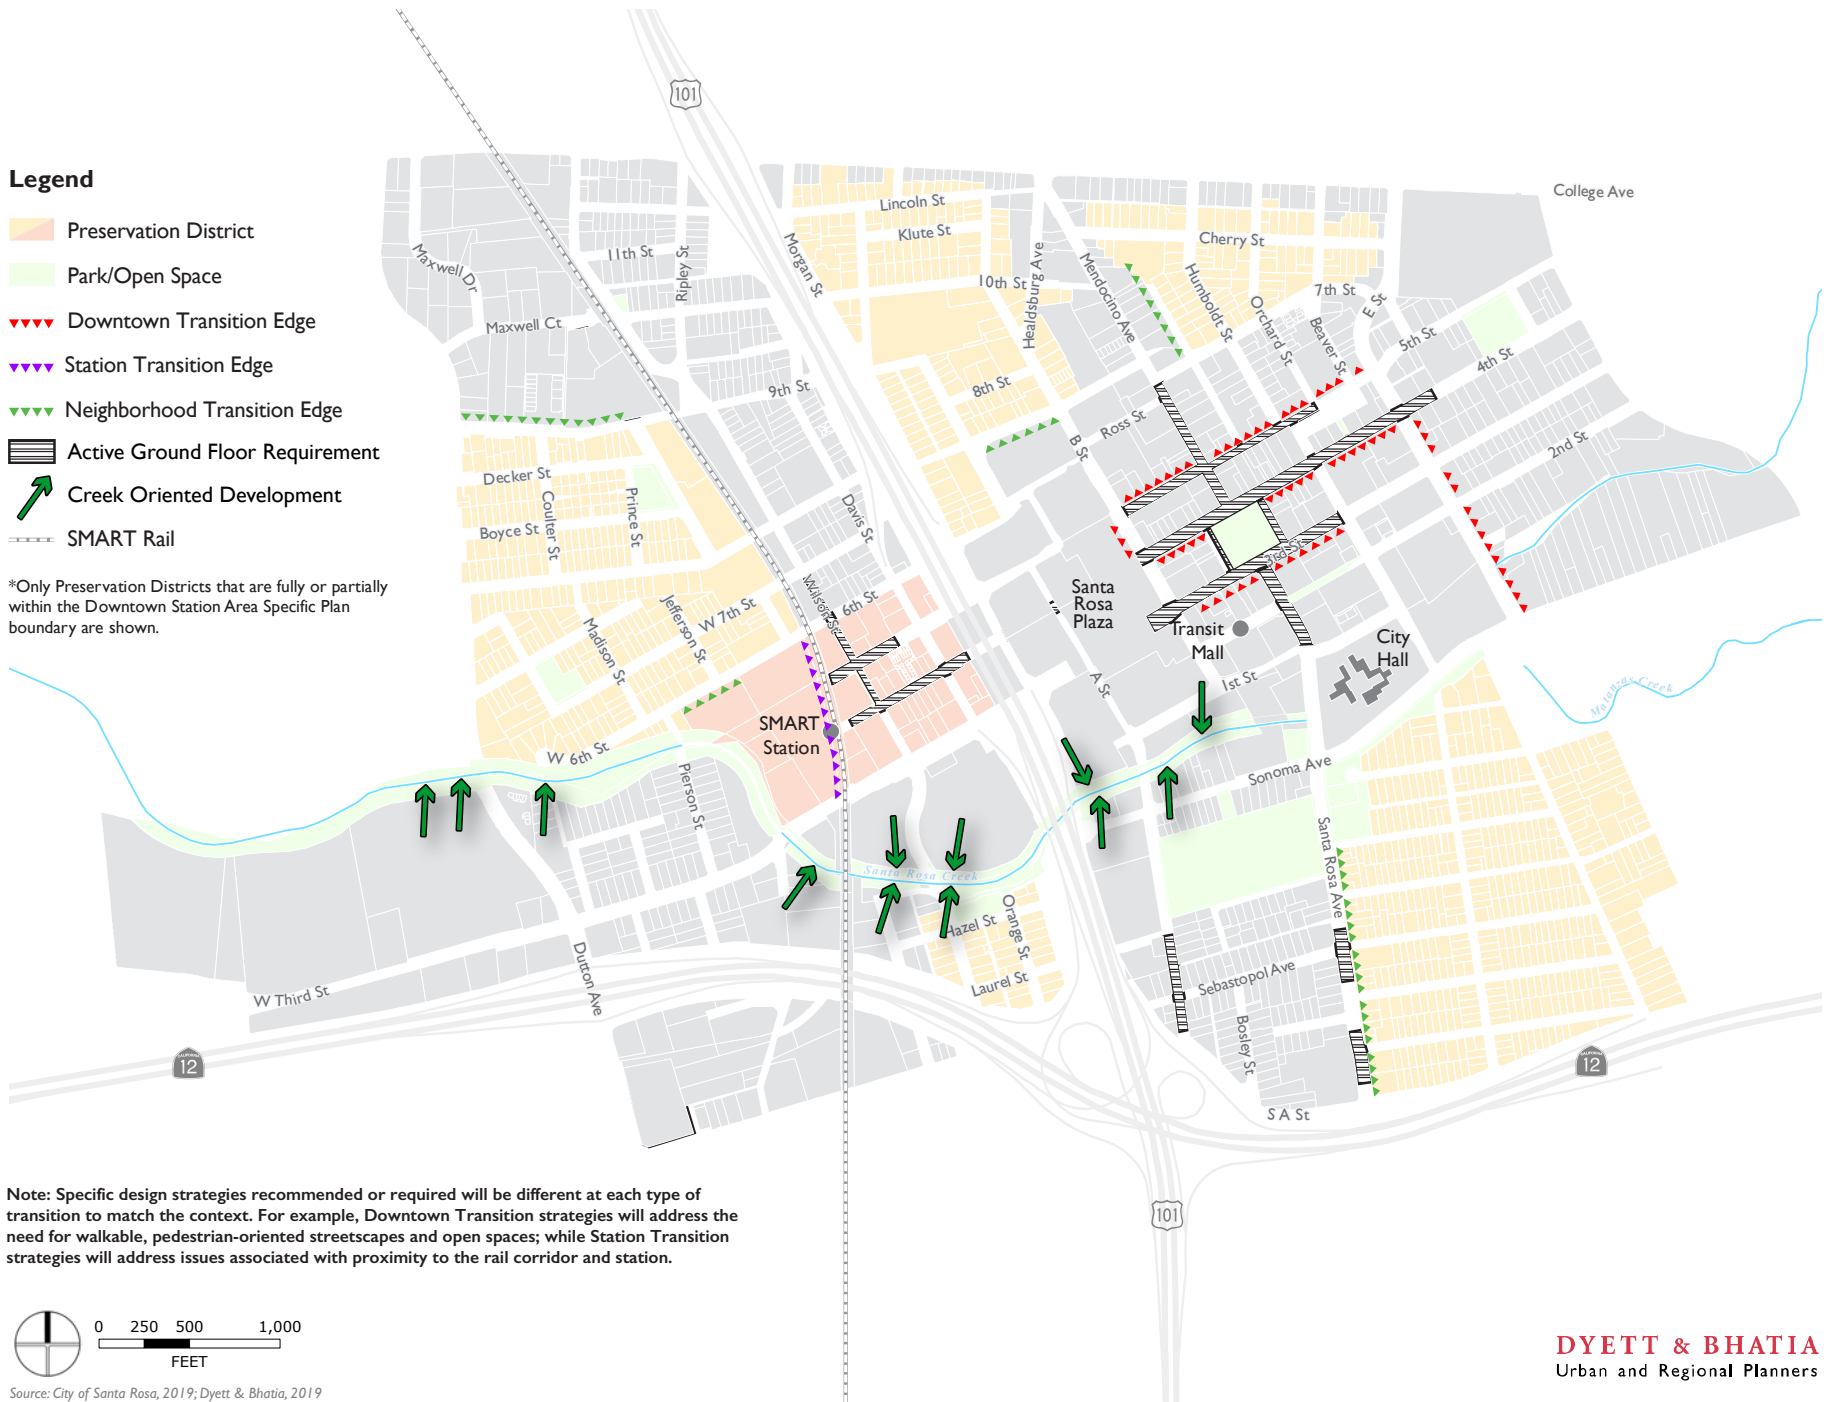 101
Legend
Preservation District
Park/Open Space
Downtown Transition Edge
Station Transition Edge
Neighborhood Transition Edge
Active Ground Floor Requirement
Creek Oriented Development
SMART Rail
*Only Preservation Districts that are fully or partially
within the Downtown Station Area Specific Plan
boundary are shown.
College Ave
Lincoln St
Klute St
Cherry St
11th St
Ripley St
Morgan St
Maxwell Dr
10th St
Healdsburg Ave
Mendocino Ave
Humboldt St
Orchard St
7th St
Beaver St
E St
5th St
4th St
Maxwell Ct
9th St
8th St
Ross St
B St
2nd St
Decker St
Coulter St
Prince St
Boyce St
Davis St
3rd St
Santa
Rosa
Plaza
Wilson St
6th St
Jefferson St
W 7th St
Madison St
Transit
Mall
City
Hall
A St
1st St
Matanzas Creek
SMART
Station
W 6th St
Pierson St
Sonoma Ave
Santa Rosa Ave
Santa Rosa Creek
Hazel St
Orange St
Laurel St
Sebastopol Ave
Bosley St
Dutton Ave
W Third St
CALIFORNIA
12
CALIFORNIA
12
S A St
101
Note: Specific design strategies recommended or required will be different at each type of
transition to match the context. For example, Downtown Transition strategies will address the
need for walkable, pedestrian-oriented streetscapes and open spaces; while Station Transition
strategies will address issues associated with proximity to the rail corridor and station.
0 250 500 1,000
FEET
Source: City of Santa Rosa, 2019; Dyett & Bhatia, 2019
DYETT & BHATIA
Urban and Regional Planners